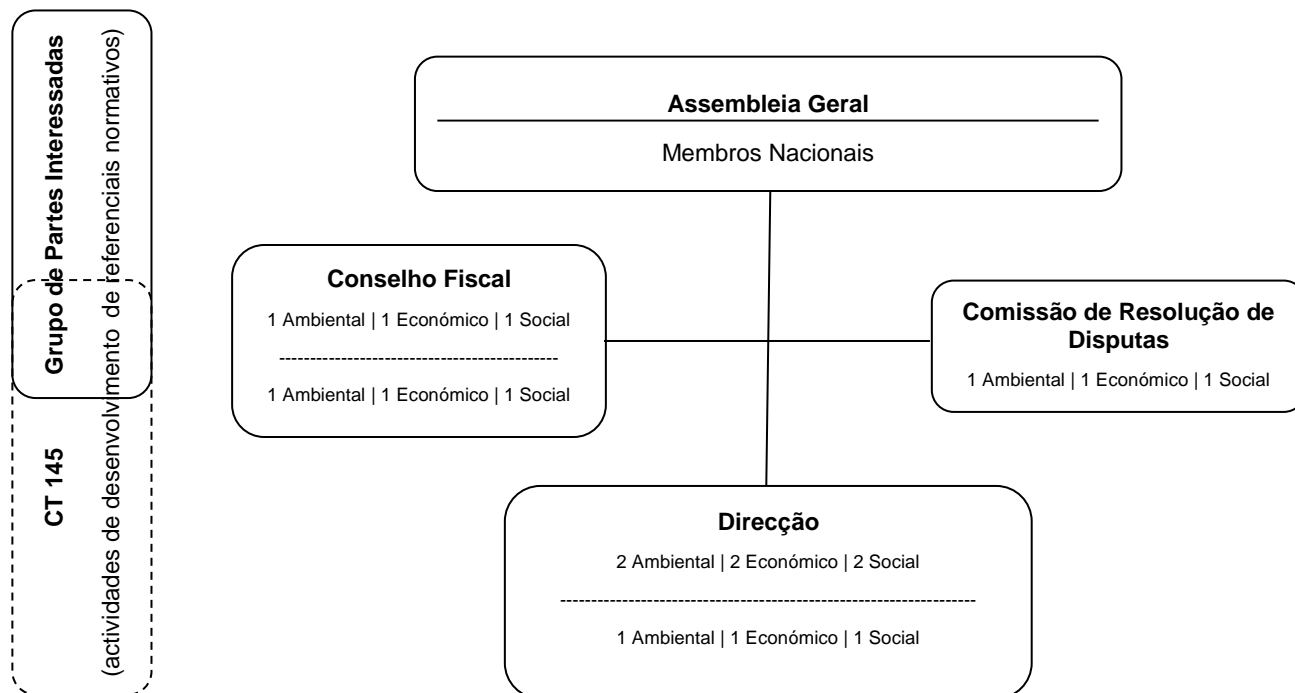 Grupo de Partes Interessadas
CT 145
(actividades de desenvolvimento de referenciais normativos)
Assembleia Geral
Membros Nacionais
Conselho Fiscal
1 Ambiental | 1 Económico | 1 Social
----------------------------------------------
1 Ambiental | 1 Económico | 1 Social
Comissão de Resolução de
Disputas
1 Ambiental | 1 Económico | 1 Social
Direcção
2 Ambiental | 2 Económico | 2 Social
--------------------------------------------------------------------
1 Ambiental | 1 Económico | 1 Social